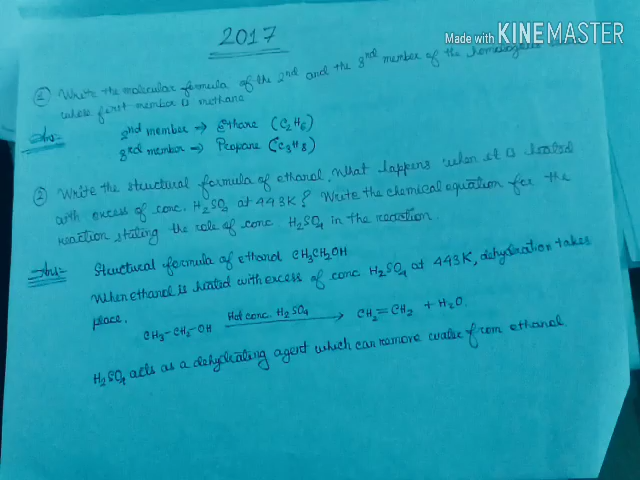 Made with KINEMASTER
2017
① Write the molecular formula of the 2nd and the 3rd member of the homologous
whose first member is methane
Ans:-
2nd member → Ethane (C2H6)
3rd member → Propane (C3H8)
② Write the structural formula of ethanol. What happens when it is heated
with excess of conc. H2SO4 at 443K? Write the chemical equation for the
reaction stating the role of conc. H2SO4 in the reaction.
Ans:- Structural formula of ethanol CH3CH2OH
When ethanol is heated with excess of conc H2SO4 at 443K, dehydration takes
place.
CH3-CH2-OH Hot conc. H2SO4 → CH2=CH2 + H2O.
H2SO4 acts as a dehydrating agent which can remove water from ethanol.